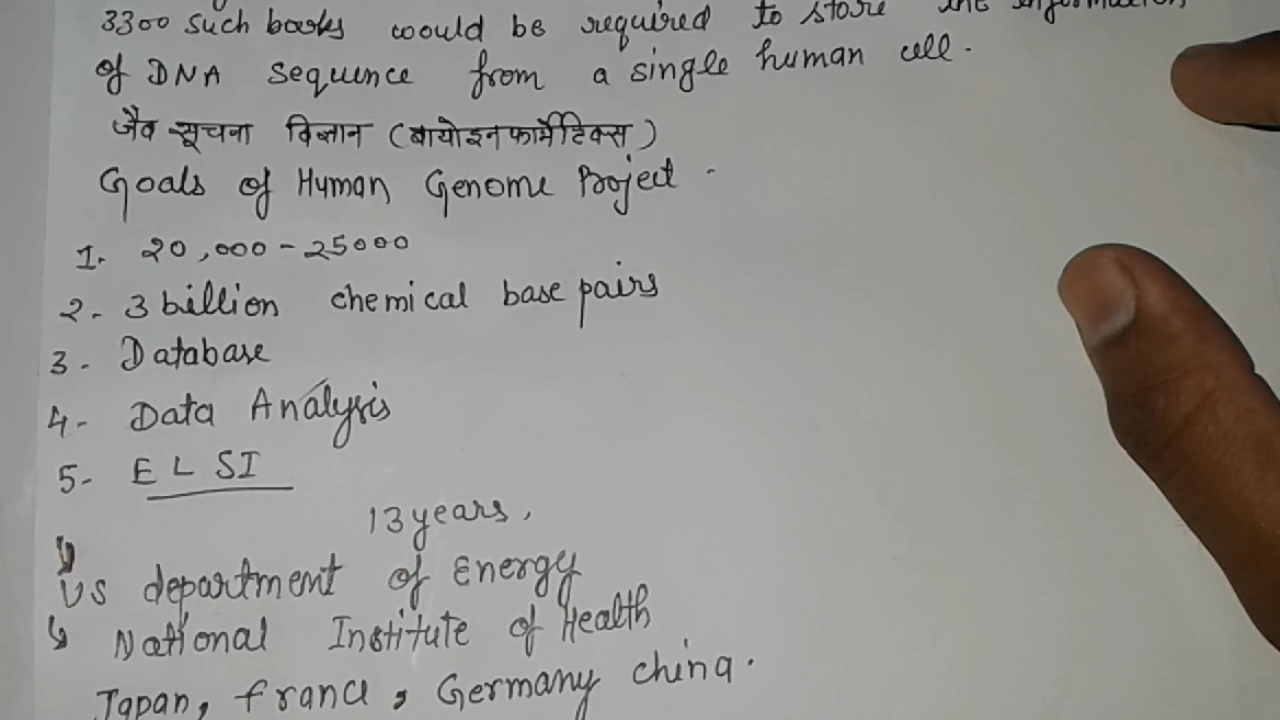 3300 such books would be required to store the information
of DNA sequence from a single human cell.
जैव सूचना विज्ञान (बायोइनफार्मेटिक्स)
Goals of Human Genome Project.
1. 20,000-25000
2. 3 billion chemical base pairs
3. Database
4- Data Analysis
5- ELSI
13 years,
US department of Energy
National Institute of Health
Japan, france, Germany china.